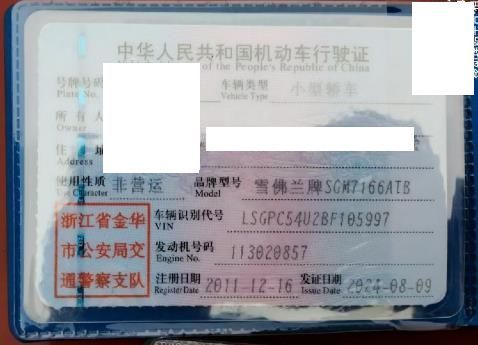 中华人民共和国机动车行驶证
of the People's Republic of China
号牌号码 车辆类型 小型轿车
Plate No. Vehicle Type
所有人
Owner
住 址
Address
使用性质 非营运 品牌型号 雪佛兰牌SGM7166ATB
Use Character Model
浙江省金华 车辆识别代号 LSGPC54U2BF105997
VIN
市公安局交 发动机号码 113020857
Engine No.
通警察支队 注册日期 2011-12-16 发证日期 2024-08-09
Register Date Issue Date